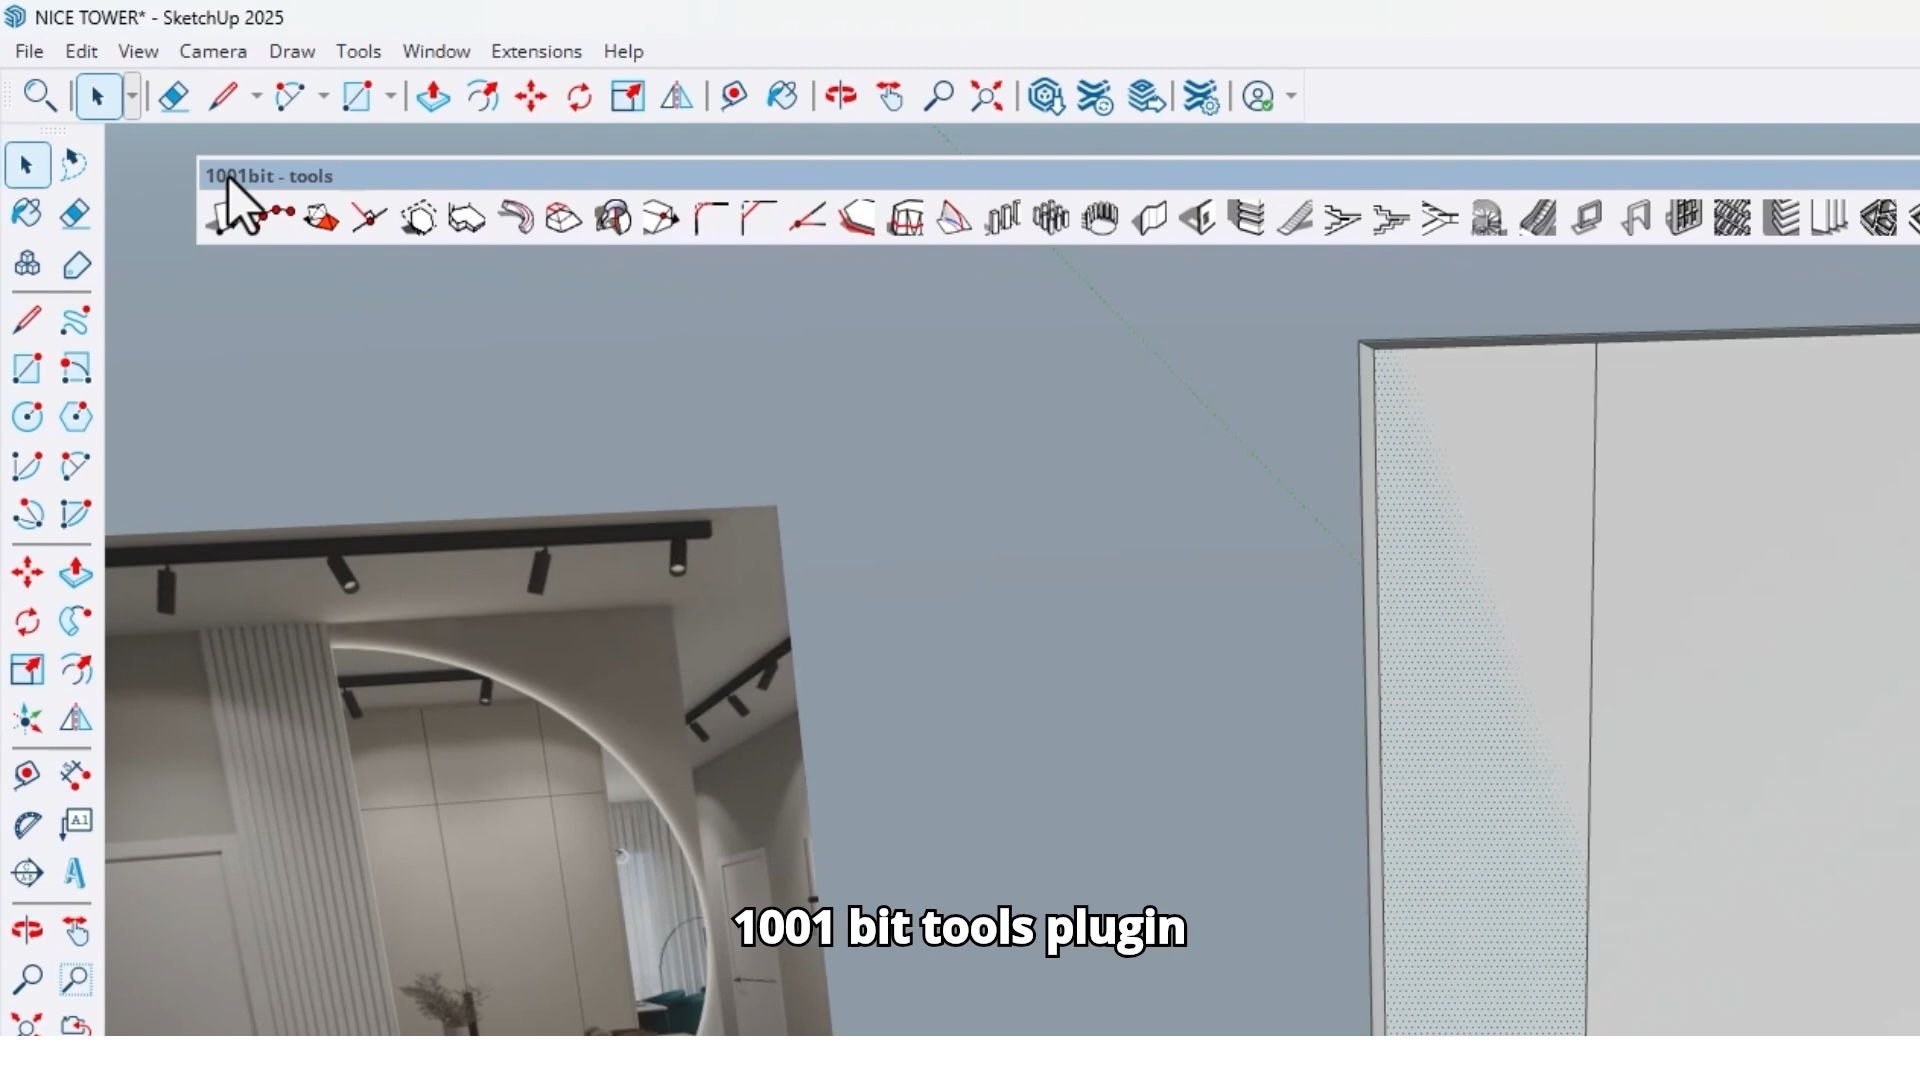 NICE TOWER* - SketchUp 2025
File Edit View Camera Draw Tools Window Extensions Help
1001bit - tools
A1
1001 bit tools plugin